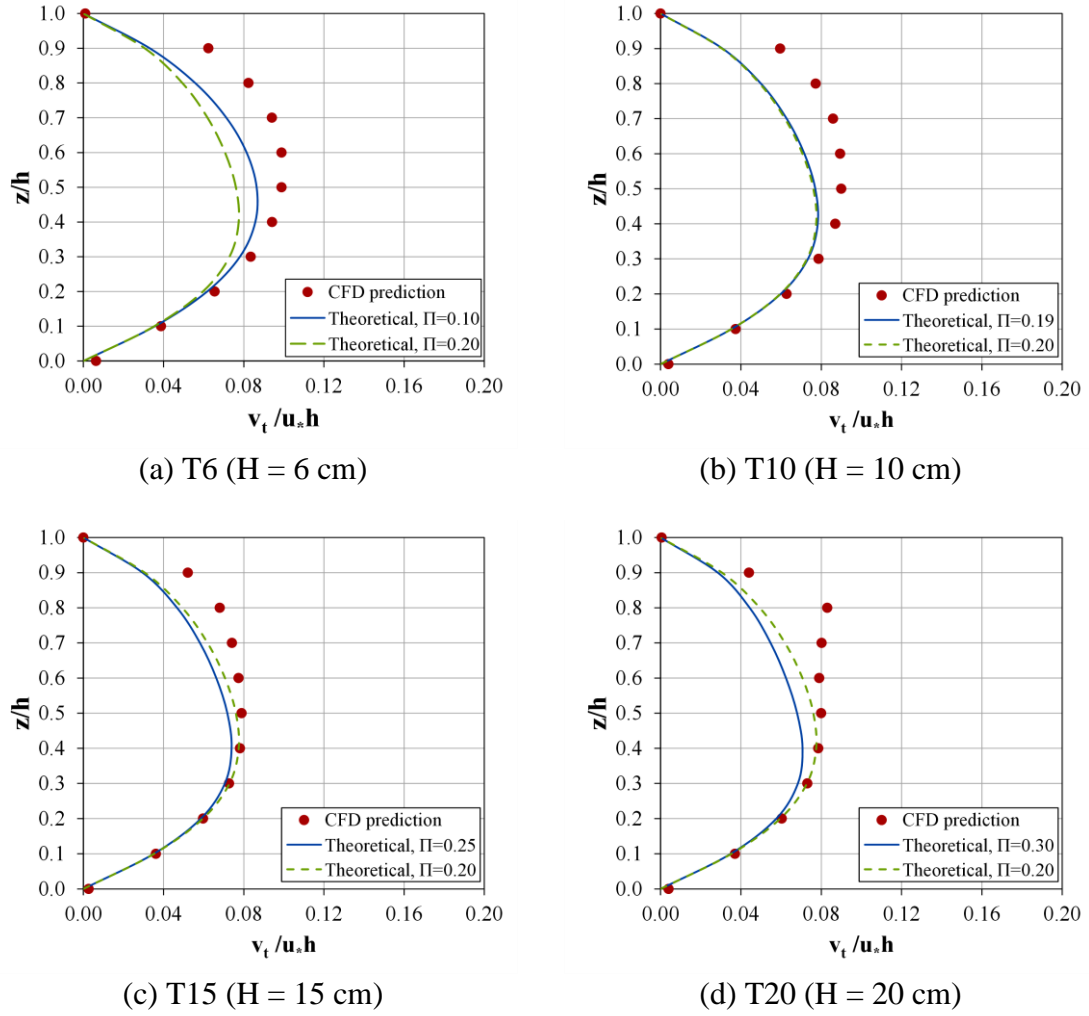 1.0
0.9
0.8
0.7
0.6
0.5
0.4
0.3
0.2
0.1
0.0
z/h
CFD prediction
Theoretical, Π=0.10
Theoretical, Π=0.20
0.00 0.04 0.08 0.12 0.16 0.20
vt /u*h
(a) T6 (H = 6 cm)
1.0
0.9
0.8
0.7
0.6
0.5
0.4
0.3
0.2
0.1
0.0
z/h
CFD prediction
Theoretical, Π=0.19
Theoretical, Π=0.20
0.00 0.04 0.08 0.12 0.16 0.20
vt /u*h
(b) T10 (H = 10 cm)
1.0
0.9
0.8
0.7
0.6
0.5
0.4
0.3
0.2
0.1
0.0
z/h
CFD prediction
Theoretical, Π=0.25
Theoretical, Π=0.20
0.00 0.04 0.08 0.12 0.16 0.20
vt /u*h
(c) T15 (H = 15 cm)
1.0
0.9
0.8
0.7
0.6
0.5
0.4
0.3
0.2
0.1
0.0
z/h
CFD prediction
Theoretical, Π=0.30
Theoretical, Π=0.20
0.00 0.04 0.08 0.12 0.16 0.20
vt /u*h
(d) T20 (H = 20 cm)